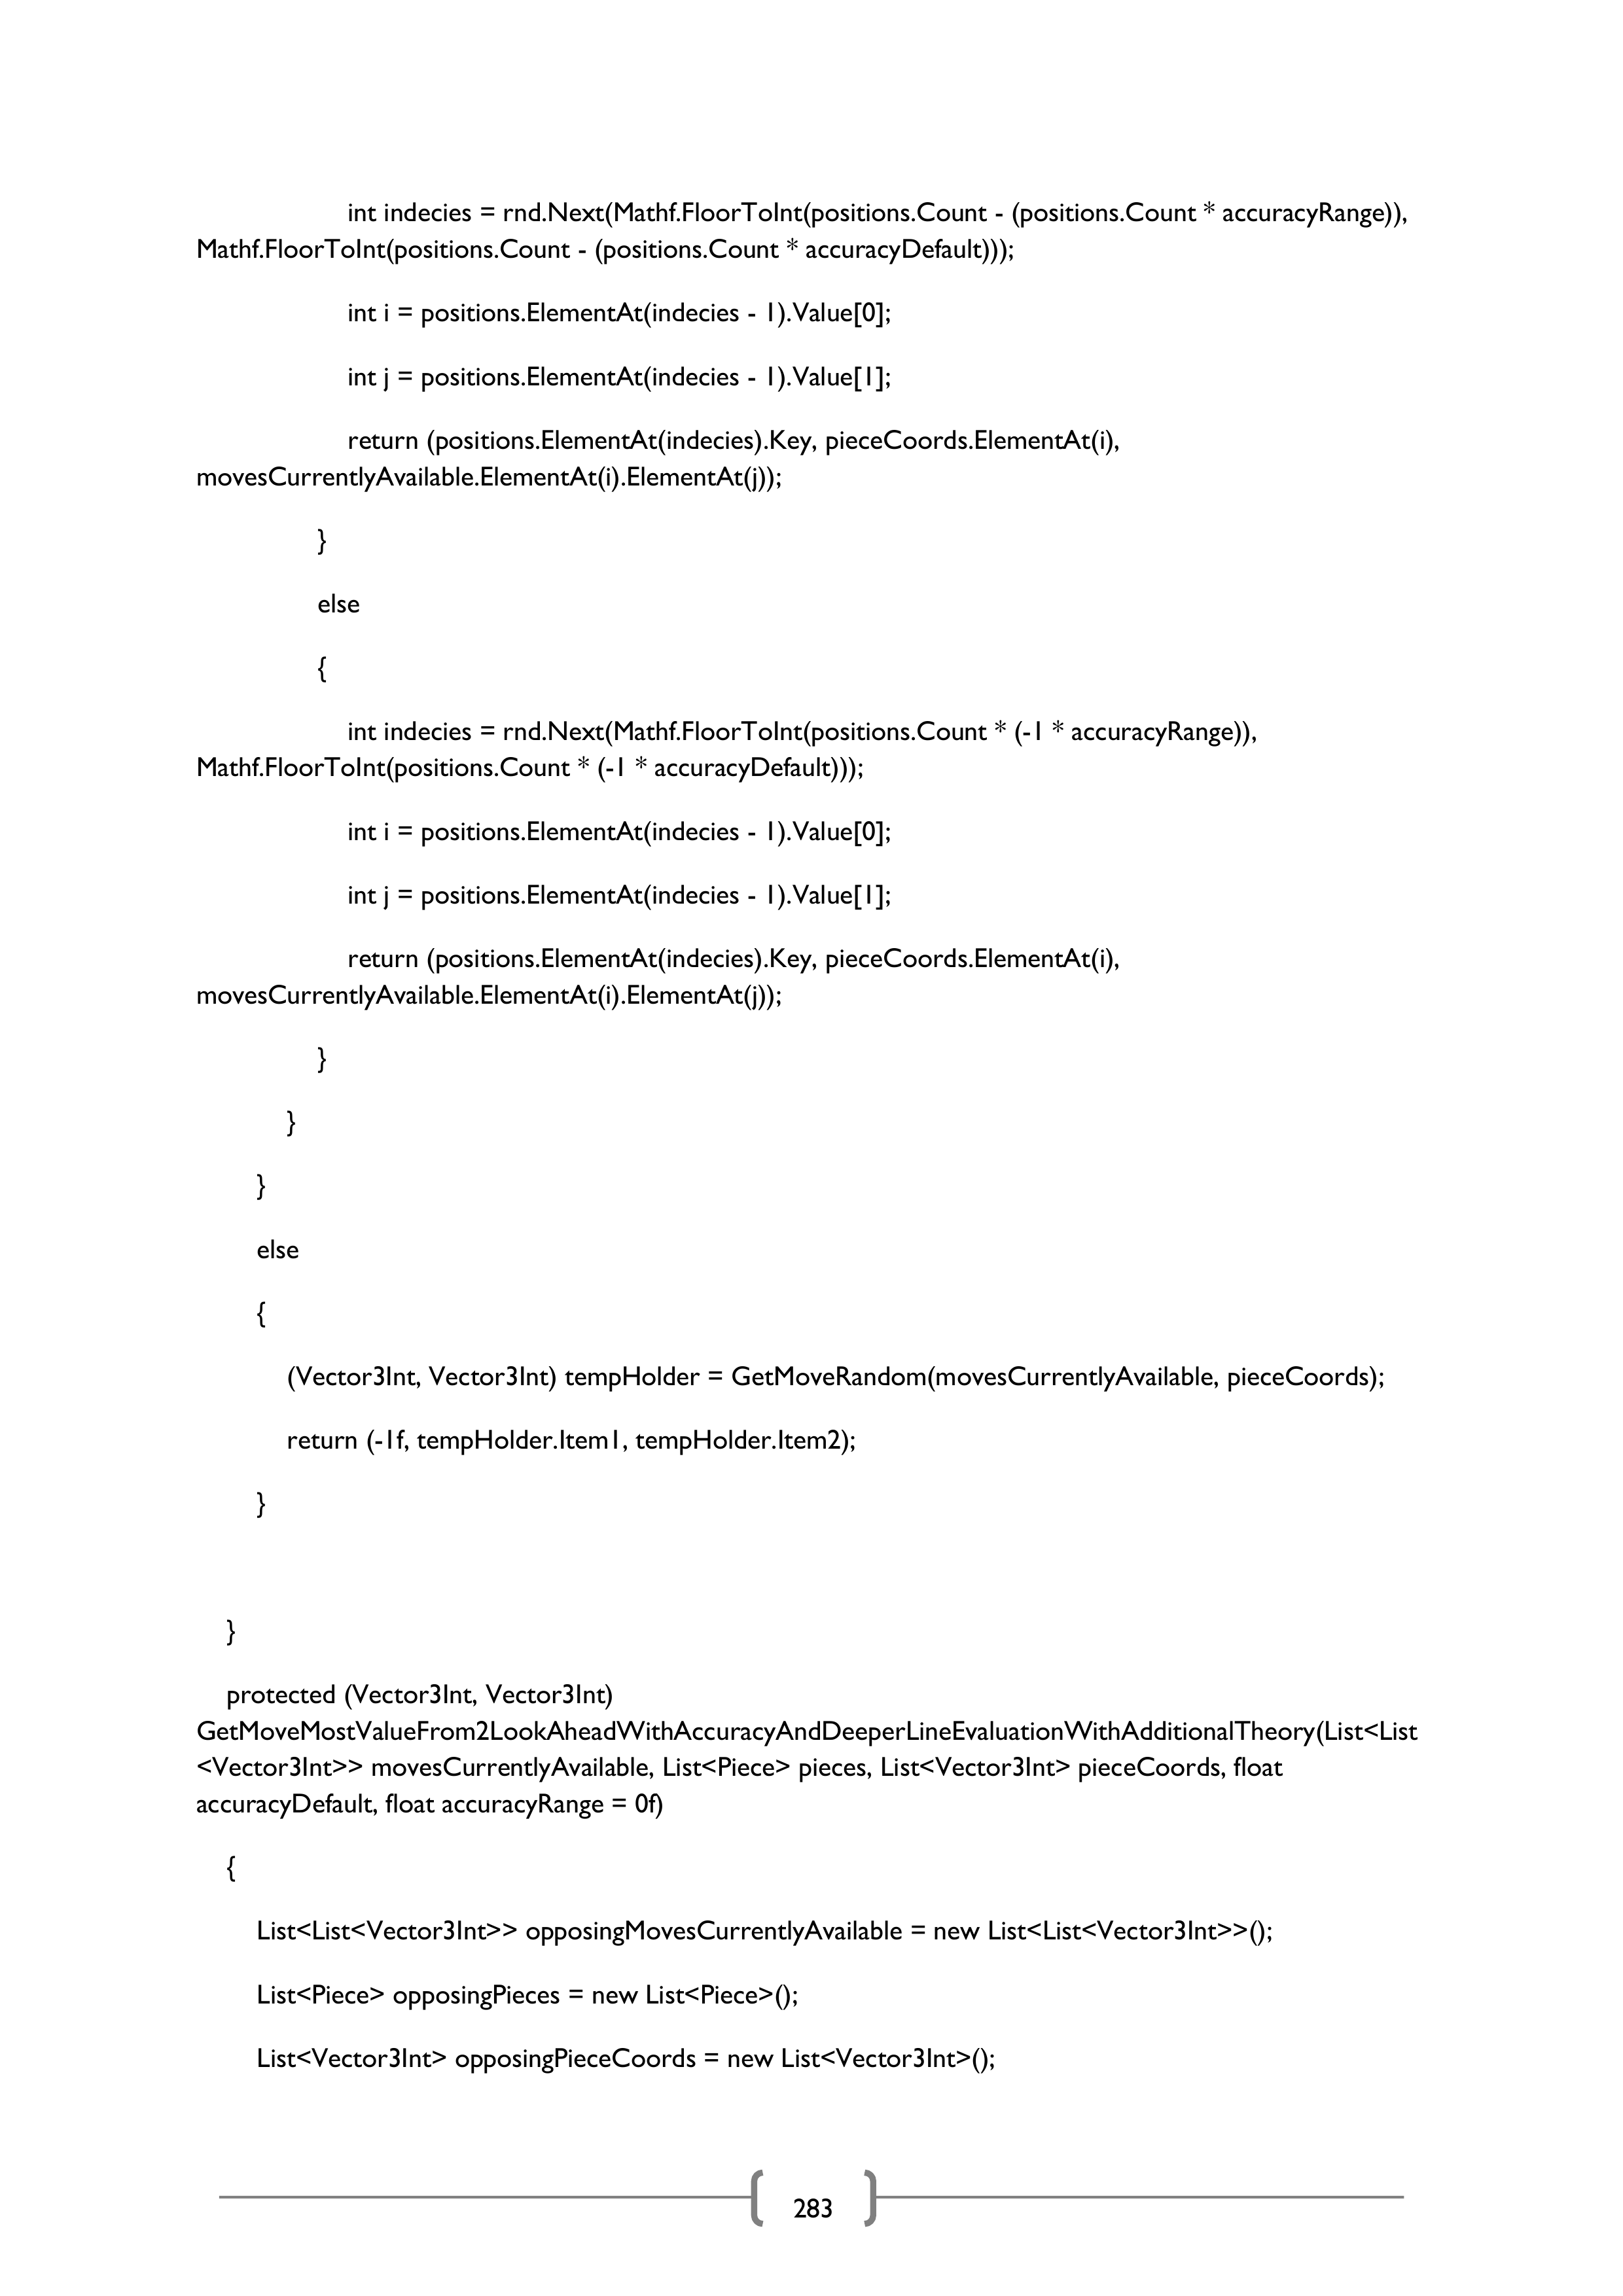 int indecies = rnd.Next(Mathf.FloorToInt(positions.Count - (positions.Count * accuracyRange)),
Mathf.FloorToInt(positions.Count - (positions.Count * accuracyDefault)));
int i = positions.ElementAt(indecies - 1).Value[0];
int j = positions.ElementAt(indecies - 1).Value[1];
return (positions.ElementAt(indecies).Key, pieceCoords.ElementAt(i),
movesCurrentlyAvailable.ElementAt(i).ElementAt(j));
}
else
{
int indecies = rnd.Next(Mathf.FloorToInt(positions.Count * (-1 * accuracyRange)),
Mathf.FloorToInt(positions.Count * (-1 * accuracyDefault)));
int i = positions.ElementAt(indecies - 1).Value[0];
int j = positions.ElementAt(indecies - 1).Value[1];
return (positions.ElementAt(indecies).Key, pieceCoords.ElementAt(i),
movesCurrentlyAvailable.ElementAt(i).ElementAt(j));
}
}
}
else
{
(Vector3Int, Vector3Int) tempHolder = GetMoveRandom(movesCurrentlyAvailable, pieceCoords);
return (-1f, tempHolder.Item1, tempHolder.Item2);
}
}
protected (Vector3Int, Vector3Int)
GetMoveMostValueFrom2LookAheadWithAccuracyAndDeeperLineEvaluationWithAdditionalTheory(List<List
<Vector3Int>> movesCurrentlyAvailable, List<Piece> pieces, List<Vector3Int> pieceCoords, float
accuracyDefault, float accuracyRange = 0f)
{
List<List<Vector3Int>> opposingMovesCurrentlyAvailable = new List<List<Vector3Int>>();
List<Piece> opposingPieces = new List<Piece>();
List<Vector3Int> opposingPieceCoords = new List<Vector3Int>();
283